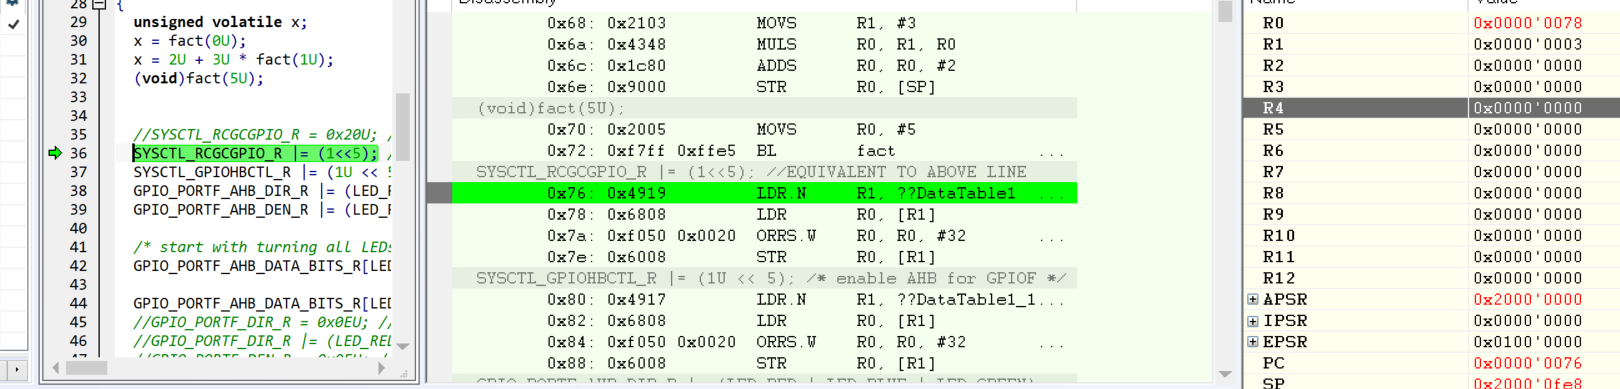 28 {
29 unsigned volatile x;
30 x = fact(0U);
31 x = 2U + 3U * fact(1U);
32 (void)fact(5U);
33
34
35 //SYSCTL_RCGCGPIO_R = 0x20U; /
36 SYSCTL_RCGCGPIO_R |= (1<<5); /
37 SYSCTL_GPIOHBCTL_R |= (1U << 5
38 GPIO_PORTF_AHB_DIR_R |= (LED_R
39 GPIO_PORTF_AHB_DEN_R |= (LED_R
40
41 /* start with turning all LEDs
42 GPIO_PORTF_AHB_DATA_BITS_R[LED
43
44 GPIO_PORTF_AHB_DATA_BITS_R[LED
45 //GPIO_PORTF_DIR_R = 0x0EU; //
46 //GPIO_PORTF_DIR_R |= (LED_REL
Disassembly
0x68: 0x2103 MOVS R1, #3
0x6a: 0x4348 MULS R0, R1, R0
0x6c: 0x1c80 ADDS R0, R0, #2
0x6e: 0x9000 STR R0, [SP]
(void)fact(5U);
0x70: 0x2005 MOVS R0, #5
0x72: 0xf7ff 0xffe5 BL fact ...
SYSCTL_RCGCGPIO_R |= (1<<5); //EQUIVALENT TO ABOVE LINE
0x76: 0x4919 LDR.N R1, ??DataTable1 ...
0x78: 0x6808 LDR R0, [R1]
0x7a: 0xf050 0x0020 ORRS.W R0, R0, #32 ...
0x7e: 0x6008 STR R0, [R1]
SYSCTL_GPIOHBCTL_R |= (1U << 5); /* enable AHB for GPIOF */
0x80: 0x4917 LDR.N R1, ??DataTable1_1...
0x82: 0x6808 LDR R0, [R1]
0x84: 0xf050 0x0020 ORRS.W R0, R0, #32 ...
0x88: 0x6008 STR R0, [R1]
GPIO_PORTF_AHB_DIR_R |= (LED_RED | LED_BLUE | LED_GREEN)
Name Value
R0 0x0000'0078
R1 0x0000'0003
R2 0x0000'0000
R3 0x0000'0000
R4 0x0000'0000
R5 0x0000'0000
R6 0x0000'0000
R7 0x0000'0000
R8 0x0000'0000
R9 0x0000'0000
R10 0x0000'0000
R11 0x0000'0000
R12 0x0000'0000
APSR 0x2000'0000
IPSR 0x0000'0000
EPSR 0x0100'0000
PC 0x0000'0076
SP 0x2000'0fe8